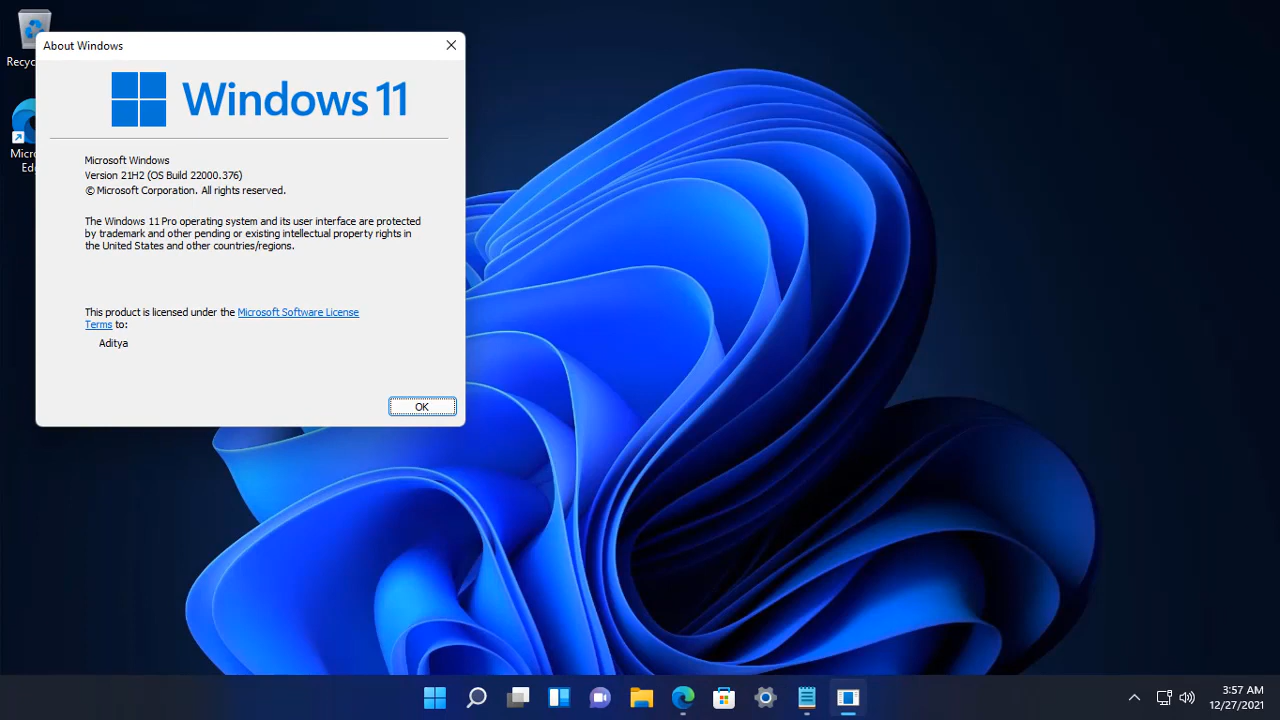 Recyc
Micro
Ed
About Windows
Windows 11
Microsoft Windows
Version 21H2 (OS Build 22000.376)
© Microsoft Corporation. All rights reserved.
The Windows 11 Pro operating system and its user interface are protected
by trademark and other pending or existing intellectual property rights in
the United States and other countries/regions.
This product is licensed under the Microsoft Software License
Terms to:
Aditya
OK
3:57 AM
12/27/2021